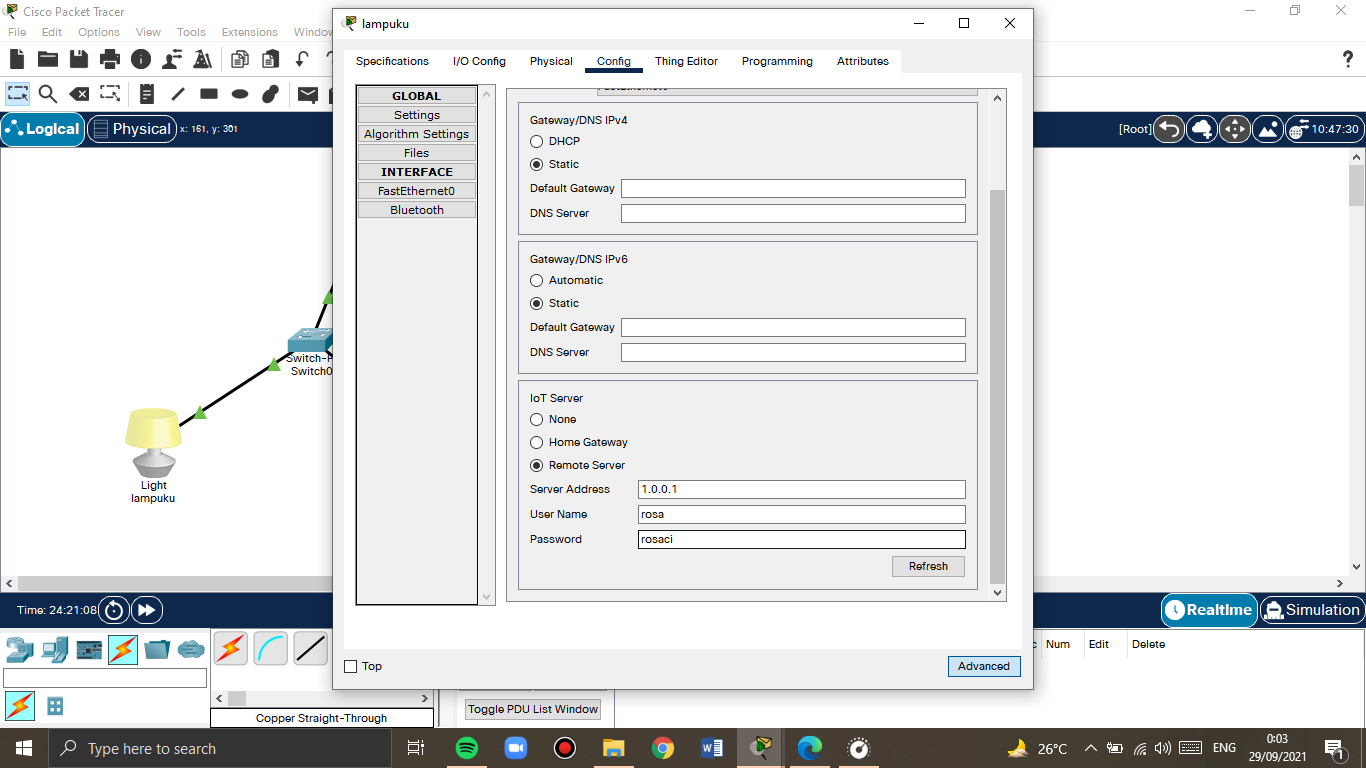 Cisco Packet Tracer
File Edit Options View Tools Extensions Window
lampuku
Specifications I/O Config Physical Config Thing Editor Programming Attributes
Logical Physical x: 161, y: 301
[Root] 10:47:30
GLOBAL
Settings
Algorithm Settings
Files
INTERFACE
FastEthernet0
Bluetooth
Gateway/DNS IPv4
DHCP
Static
Default Gateway
DNS Server
Gateway/DNS IPv6
Automatic
Static
Default Gateway
DNS Server
IoT Server
None
Home Gateway
Remote Server
Server Address 1.0.0.1
User Name rosa
Password rosaci
Refresh
Top
Advanced
Switch-P
Switch0
Light
lampuku
Time: 24:21:08
Realtime Simulation
c Num Edit Delete
Copper Straight-Through
Toggle PDU List Window
Type here to search
26°C
ENG
0:03
29/09/2021
1